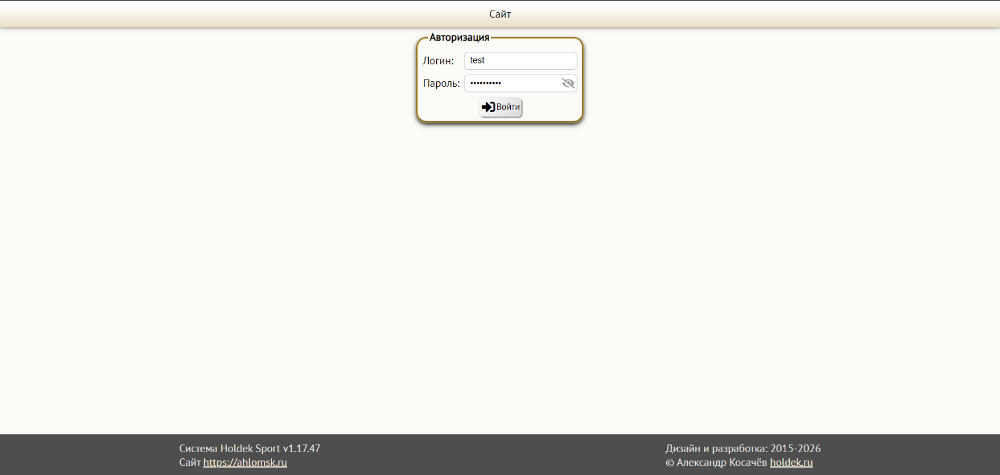 Сайт
Авторизация
Логин: test
Пароль: ••••••••••
Войти
Система Holdek Sport v1.17.47
Сайт https://ahlomsk.ru
Дизайн и разработка: 2015-2026
© Александр Косачёв holdek.ru